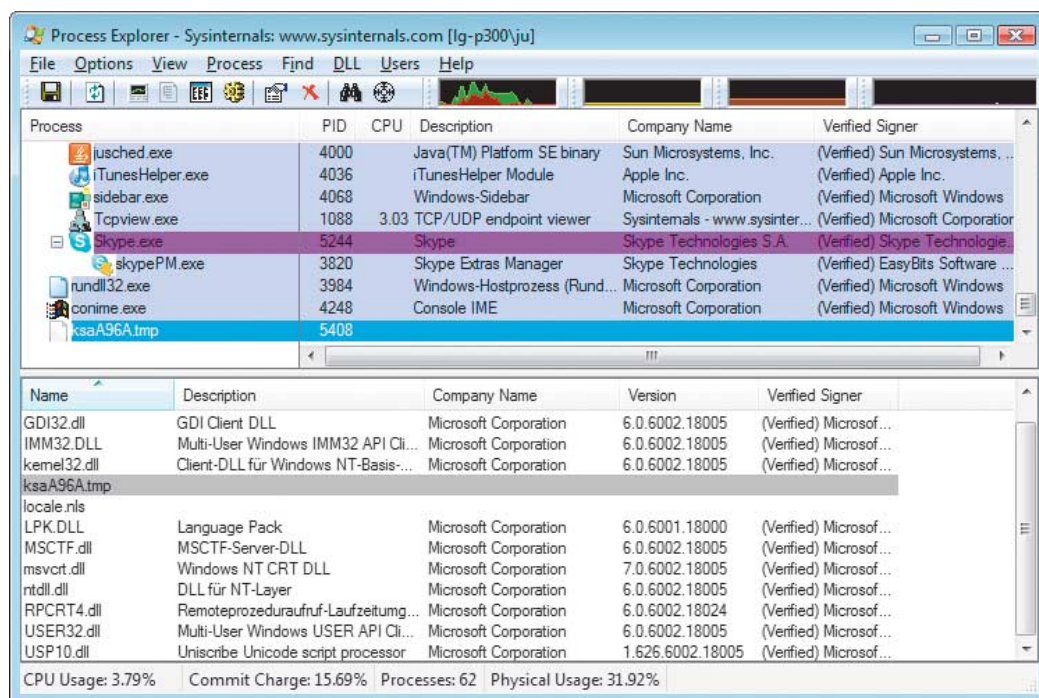 Process Explorer - Sysinternals: www.sysinternals.com [lg-p300\ju]
File Options View Process Find DLL Users Help
Process PID CPU Description Company Name Verified Signer
jusched.exe 4000 Java(TM) Platform SE binary Sun Microsystems, Inc. (Verified) Sun Microsystems, ..
iTunesHelper.exe 4036 iTunesHelper Module Apple Inc. (Verified) Apple Inc.
sidebar.exe 4068 Windows-Sidebar Microsoft Corporation (Verified) Microsoft Windows
Tcpview.exe 1088 3.03 TCP/UDP endpoint viewer Sysinternals - www.sysinter... (Verified) Microsoft Corporation
Skype.exe 5244 Skype Skype Technologies S.A. (Verified) Skype Technologie..
skypePM.exe 3820 Skype Extras Manager Skype Technologies (Verified) EasyBits Software ...
rundll32.exe 3984 Windows-Hostprozess (Rund... Microsoft Corporation (Verified) Microsoft Windows
conime.exe 4248 Console IME Microsoft Corporation (Verified) Microsoft Windows
ksaA96A.tmp 5408
Name Description Company Name Version Verified Signer
GDI32.dll GDI Client DLL Microsoft Corporation 6.0.6002.18005 (Verified) Microsof...
IMM32.DLL Multi-User Windows IMM32 API Cli... Microsoft Corporation 6.0.6002.18005 (Verified) Microsof...
kernel32.dll Client-DLL für Windows NT-Basis-... Microsoft Corporation 6.0.6002.18005 (Verified) Microsof...
ksaA96A.tmp
locale.nls
LPK.DLL Language Pack Microsoft Corporation 6.0.6001.18000 (Verified) Microsof...
MSCTF.dll MSCTF-Server-DLL Microsoft Corporation 6.0.6002.18005 (Verified) Microsof...
msvcrt.dll Windows NT CRT DLL Microsoft Corporation 7.0.6002.18005 (Verified) Microsof...
ntdll.dll DLL für NT-Layer Microsoft Corporation 6.0.6002.18005 (Verified) Microsof...
RPCRT4.dll Remoteprozeduraufruf-Laufzeitumg... Microsoft Corporation 6.0.6002.18024 (Verified) Microsof...
USER32.dll Multi-User Windows USER API Cli... Microsoft Corporation 6.0.6002.18005 (Verified) Microsof...
USP10.dll Uniscribe Unicode script processor Microsoft Corporation 1.626.6002.18005 (Verified) Microsof...
CPU Usage: 3.79% Commit Charge: 15.69% Processes: 62 Physical Usage: 31.92%